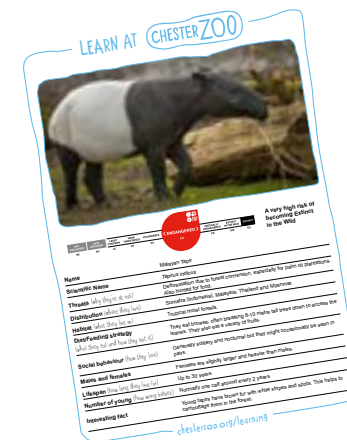 LEARN AT CHESTER ZOO
ENDANGERED
A very high risk of
becoming Extinct
in the Wild
Name Malayan Tapir
Scientific Name Tapirus indicus
Threats (why they're at risk) Deforestation due to forest conversion, especially for palm oil plantations.
Also hunted for food.
Distribution (where they live) Sumatra (Indonesia), Malaysia, Thailand and Myanmar.
Habitat (what they live in) Tropical moist forests.
Diet/Feeding strategy They eat browse, often breaking 8-10 metre tall trees down to access the
(what they eat and how they get it) leaves. They also eat a variety of fruits.
Social behaviour (how they live) Generally solitary and nocturnal but may occasionally be seen in
pairs.
Males and females Females are slightly larger and heavier than males.
Lifespan (how long they live for) Up to 30 years.
Number of young (how many babies) Normally one calf around every 2 years.
Interesting fact Young tapirs have brown fur with white stripes and spots. This helps to
camouflage them in the forest.
chesterzoo.org/learning